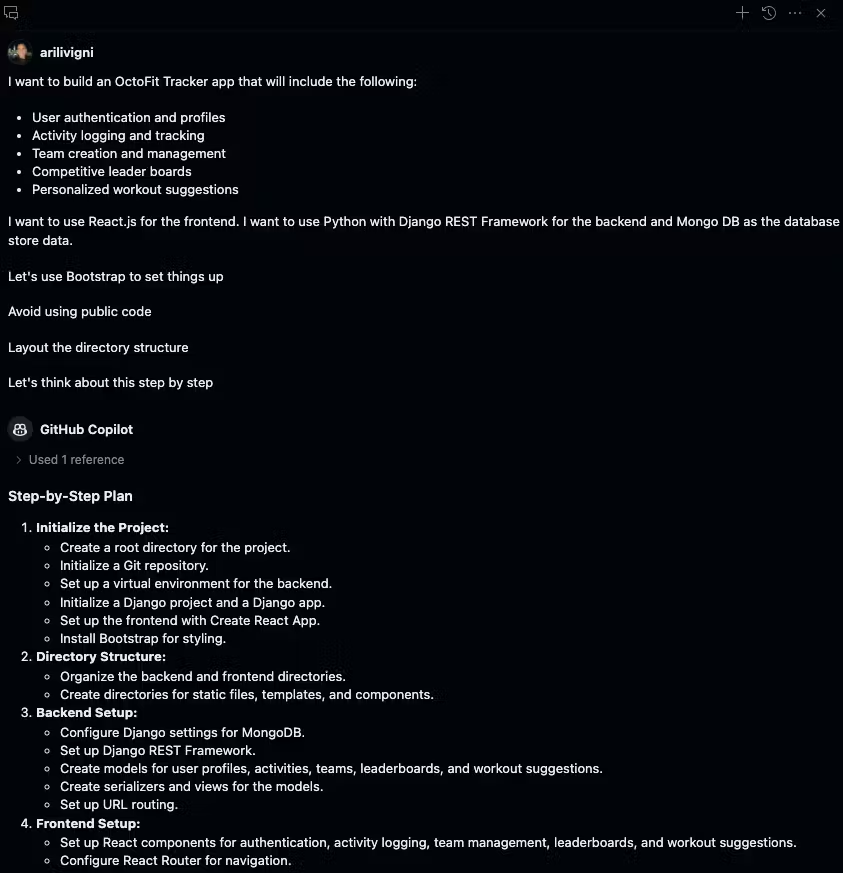 arilivigni
I want to build an OctoFit Tracker app that will include the following:
• User authentication and profiles
• Activity logging and tracking
• Team creation and management
• Competitive leader boards
• Personalized workout suggestions
I want to use React.js for the frontend. I want to use Python with Django REST Framework for the backend and Mongo DB as the database
store data.
Let's use Bootstrap to set things up
Avoid using public code
Layout the directory structure
Let's think about this step by step
GitHub Copilot
> Used 1 reference
Step-by-Step Plan
1. Initialize the Project:
◦ Create a root directory for the project.
◦ Initialize a Git repository.
◦ Set up a virtual environment for the backend.
◦ Initialize a Django project and a Django app.
◦ Set up the frontend with Create React App.
◦ Install Bootstrap for styling.
2. Directory Structure:
◦ Organize the backend and frontend directories.
◦ Create directories for static files, templates, and components.
3. Backend Setup:
◦ Configure Django settings for MongoDB.
◦ Set up Django REST Framework.
◦ Create models for user profiles, activities, teams, leaderboards, and workout suggestions.
◦ Create serializers and views for the models.
◦ Set up URL routing.
4. Frontend Setup:
◦ Set up React components for authentication, activity logging, team management, leaderboards, and workout suggestions.
◦ Configure React Router for navigation.